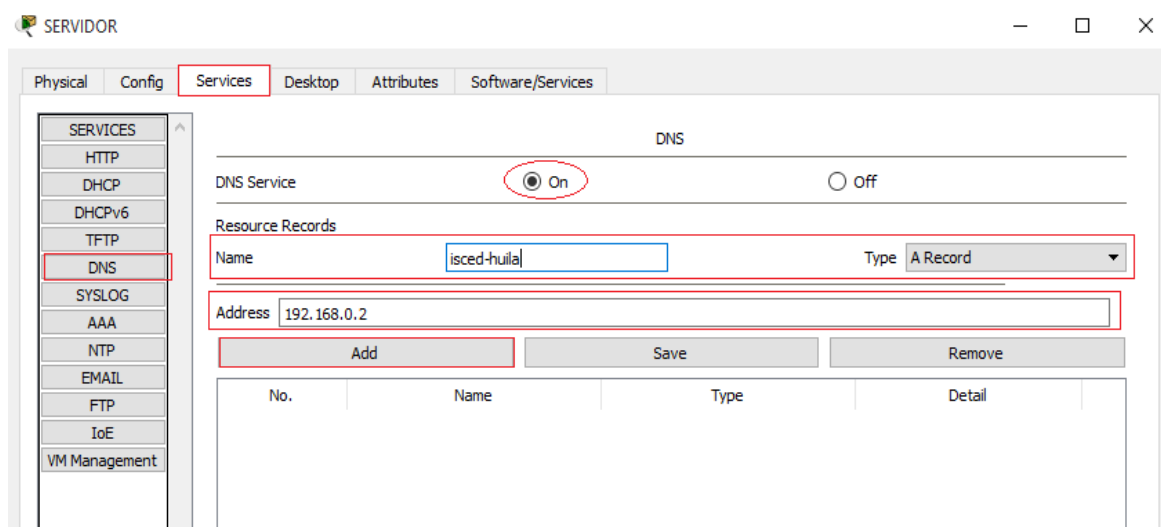 SERVIDOR
Physical Config Services Desktop Attributes Software/Services
SERVICES
HTTP
DHCP
DHCPv6
TFTP
DNS
SYSLOG
AAA
NTP
EMAIL
FTP
IoE
VM Management
DNS
DNS Service On Off
Resource Records
Name isced-huila Type A Record
Address 192.168.0.2
Add Save Remove
No. Name Type Detail